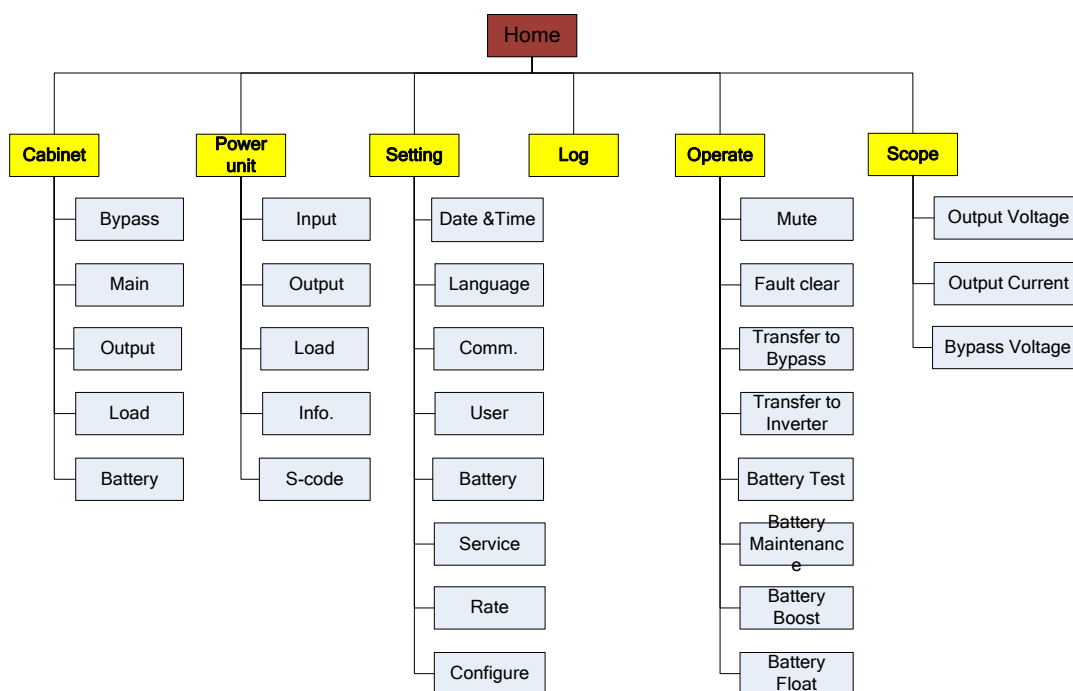 Home
Cabinet
Power
unit
Setting
Log
Operate
Scope
Bypass
Main
Output
Load
Battery
Input
Output
Load
Info.
S-code
Date &Time
Language
Comm.
User
Battery
Service
Rate
Configure
Mute
Fault clear
Transfer to
Bypass
Transfer to
Inverter
Battery Test
Battery
Maintenanc
e
Battery
Boost
Battery
Float
Output Voltage
Output Current
Bypass Voltage